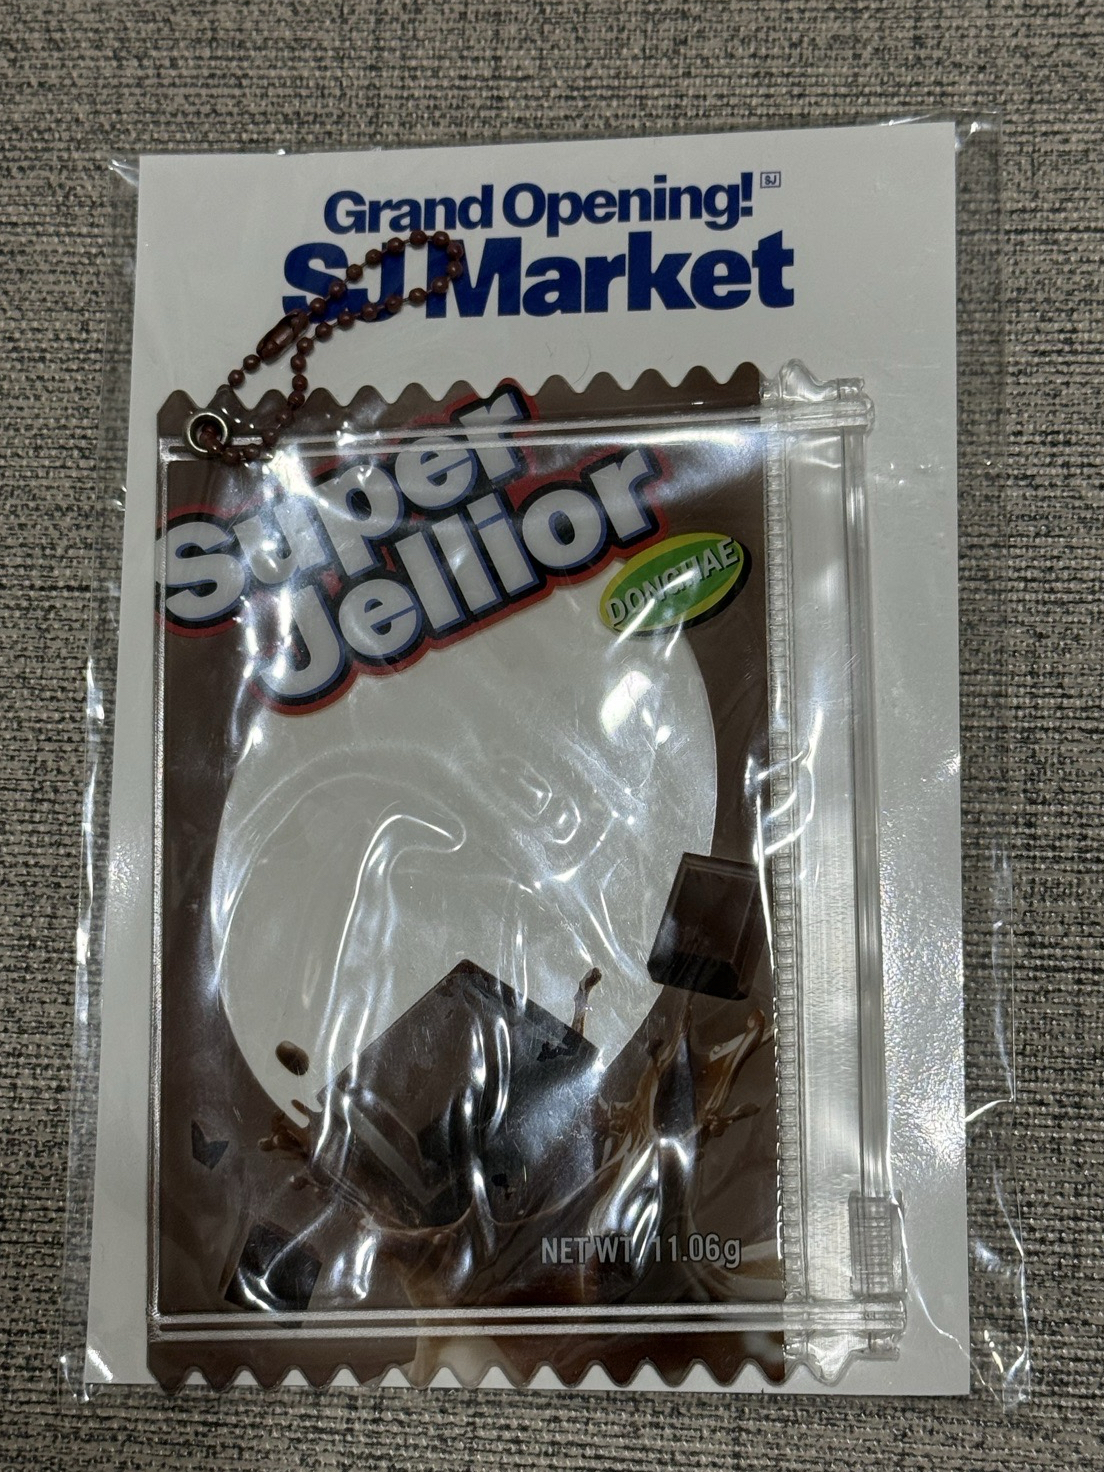 Grand Opening! SJ
SJ Market
Super
Jellior
DONGHAE
NET WT. 11.06g